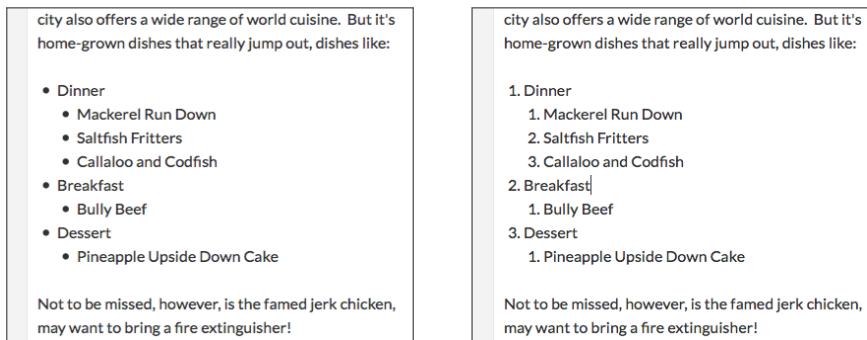 city also offers a wide range of world cuisine. But it's
home-grown dishes that really jump out, dishes like:
• Dinner
• Mackerel Run Down
• Saltfish Fritters
• Callaloo and Codfish
• Breakfast
• Bully Beef
• Dessert
• Pineapple Upside Down Cake
Not to be missed, however, is the famed jerk chicken,
may want to bring a fire extinguisher!
city also offers a wide range of world cuisine. But it's
home-grown dishes that really jump out, dishes like:
1. Dinner
1. Mackerel Run Down
2. Saltfish Fritters
3. Callaloo and Codfish
2. Breakfast
1. Bully Beef
3. Dessert
1. Pineapple Upside Down Cake
Not to be missed, however, is the famed jerk chicken,
may want to bring a fire extinguisher!